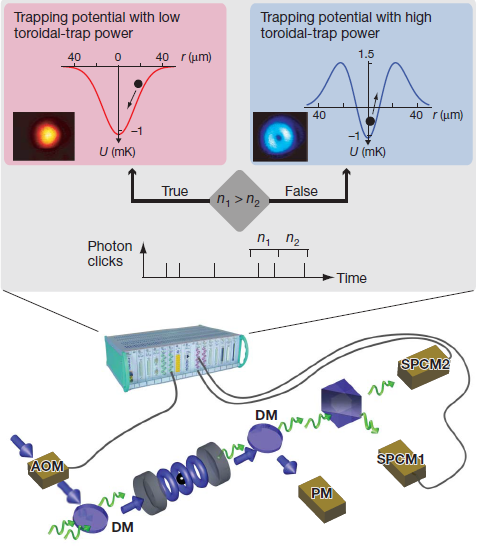 Trapping potential with low
toroidal-trap power
40 0 40 r (μm)
–1
U (mK)
Trapping potential with high
toroidal-trap power
1.5
40 40 r (μm)
–1
U (mK)
True
n1 > n2
False
Photon
clicks
n1 n2
Time
SPCM2
DM
AOM
SPCM1
PM
DM